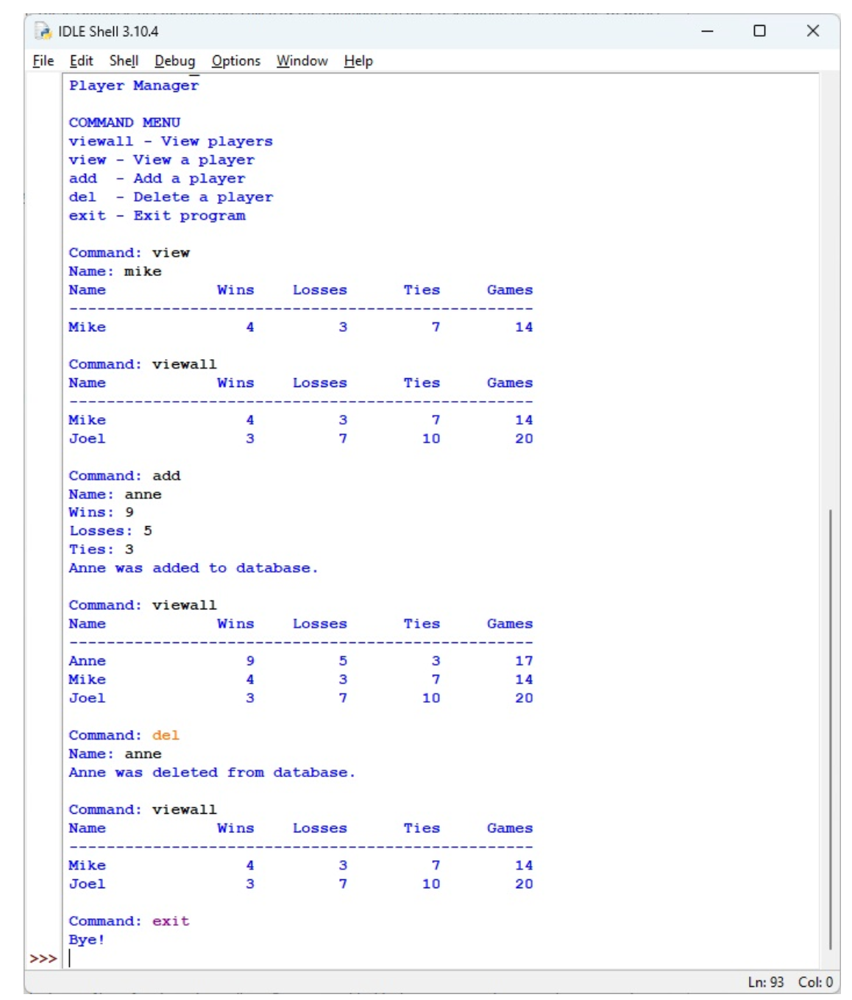 IDLE Shell 3.10.4
File Edit Shell Debug Options Window Help
Player Manager
COMMAND MENU
viewall - View players
view - View a player
add  - Add a player
del  - Delete a player
exit - Exit program
Command: view
Name: mike
Name            Wins    Losses      Ties     Games
--------------------------------------------------
Mike               4         3         7        14
Command: viewall
Name            Wins    Losses      Ties     Games
--------------------------------------------------
Mike               4         3         7        14
Joel               3         7        10        20
Command: add
Name: anne
Wins: 9
Losses: 5
Ties: 3
Anne was added to database.
Command: viewall
Name            Wins    Losses      Ties     Games
--------------------------------------------------
Anne               9         5         3        17
Mike               4         3         7        14
Joel               3         7        10        20
Command: del
Name: anne
Anne was deleted from database.
Command: viewall
Name            Wins    Losses      Ties     Games
--------------------------------------------------
Mike               4         3         7        14
Joel               3         7        10        20
Command: exit
Bye!
>>>
Ln: 93 Col: 0